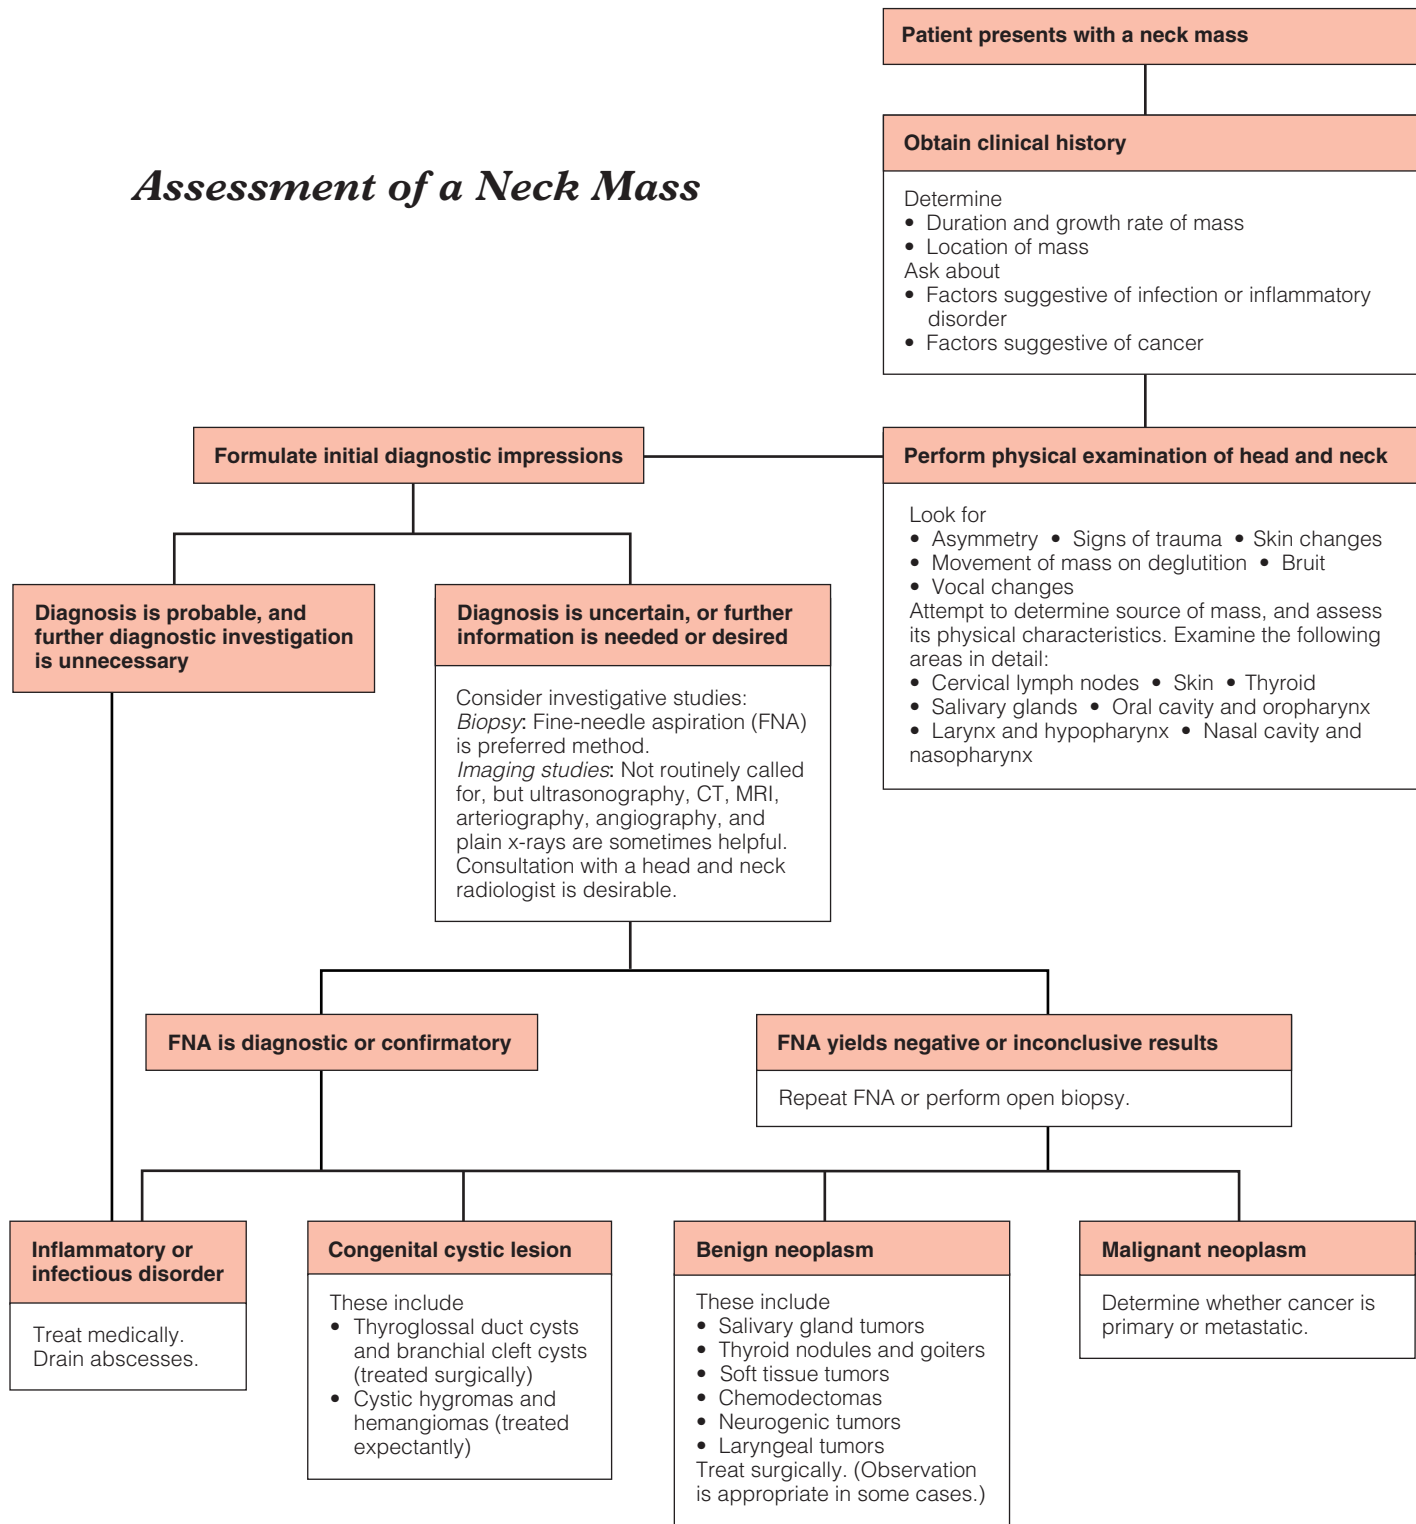 Assessment of a Neck Mass
Patient presents with a neck mass
Obtain clinical history
Determine
• Duration and growth rate of mass
• Location of mass
Ask about
• Factors suggestive of infection or inflammatory
disorder
• Factors suggestive of cancer
Perform physical examination of head and neck
Look for
• Asymmetry • Signs of trauma • Skin changes
• Movement of mass on deglutition • Bruit
• Vocal changes
Attempt to determine source of mass, and assess
its physical characteristics. Examine the following
areas in detail:
• Cervical lymph nodes • Skin • Thyroid
• Salivary glands • Oral cavity and oropharynx
• Larynx and hypopharynx • Nasal cavity and
nasopharynx
Formulate initial diagnostic impressions
Diagnosis is probable, and
further diagnostic investigation
is unnecessary
Diagnosis is uncertain, or further
information is needed or desired
Consider investigative studies:
Biopsy: Fine-needle aspiration (FNA)
is preferred method.
Imaging studies: Not routinely called
for, but ultrasonography, CT, MRI,
arteriography, angiography, and
plain x-rays are sometimes helpful.
Consultation with a head and neck
radiologist is desirable.
FNA is diagnostic or confirmatory
FNA yields negative or inconclusive results
Repeat FNA or perform open biopsy.
Inflammatory or
infectious disorder
Treat medically.
Drain abscesses.
Congenital cystic lesion
These include
• Thyroglossal duct cysts
and branchial cleft cysts
(treated surgically)
• Cystic hygromas and
hemangiomas (treated
expectantly)
Benign neoplasm
These include
• Salivary gland tumors
• Thyroid nodules and goiters
• Soft tissue tumors
• Chemodectomas
• Neurogenic tumors
• Laryngeal tumors
Treat surgically. (Observation
is appropriate in some cases.)
Malignant neoplasm
Determine whether cancer is
primary or metastatic.